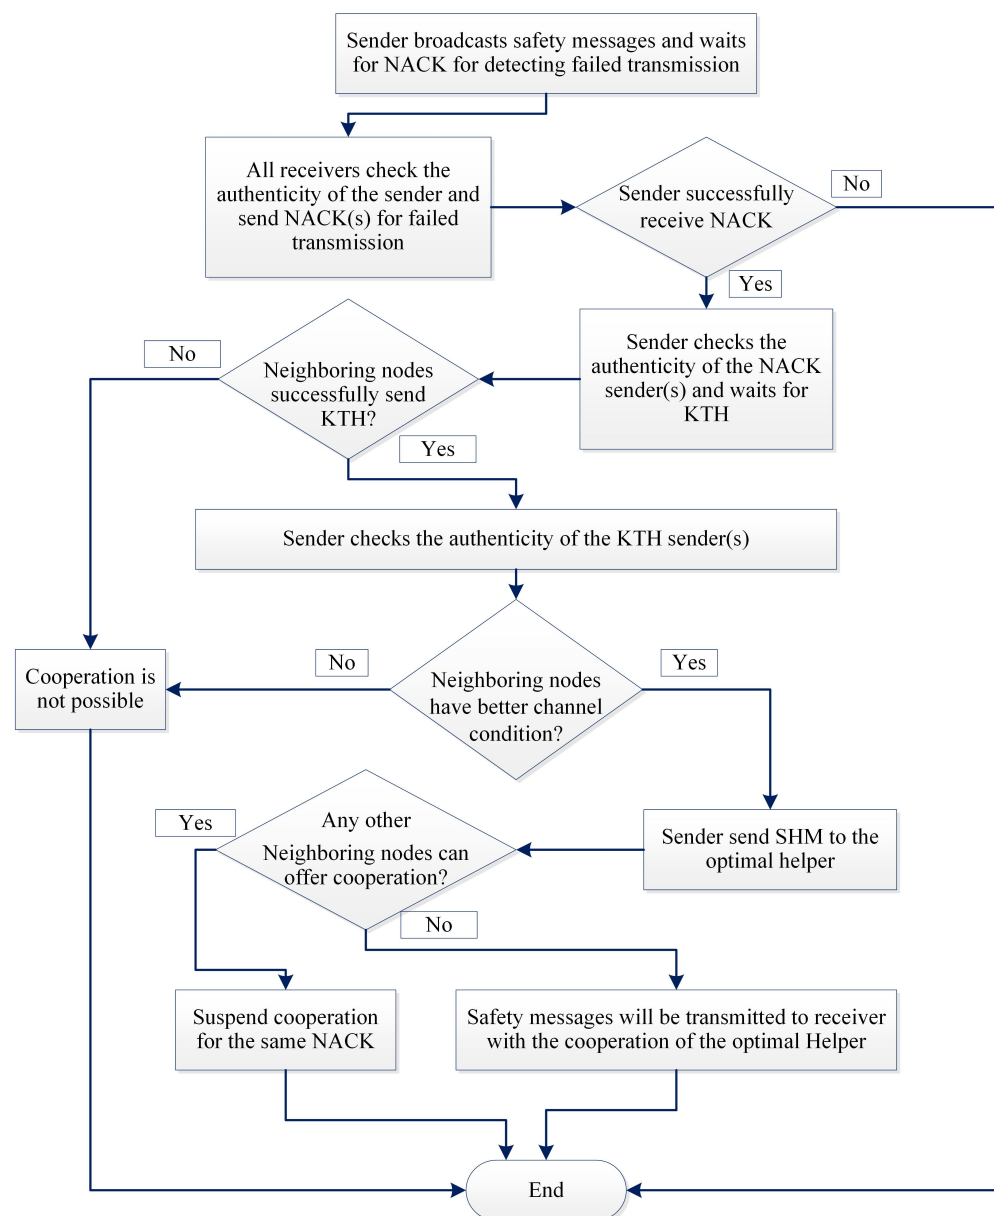 Sender broadcasts safety messages and waits
for NACK for detecting failed transmission
All receivers check the
authenticity of the sender and
send NACK(s) for failed
transmission
Sender successfully
receive NACK
No
Yes
Sender checks the
authenticity of the NACK
sender(s) and waits for
KTH
No
Neighboring nodes
successfully send
KTH?
Yes
Sender checks the authenticity of the KTH sender(s)
Cooperation is
not possible
No
Neighboring nodes
have better channel
condition?
Yes
Yes
Any other
Neighboring nodes can
offer cooperation?
Sender send SHM to the
optimal helper
No
Suspend cooperation
for the same NACK
Safety messages will be transmitted to receiver
with the cooperation of the optimal Helper
End